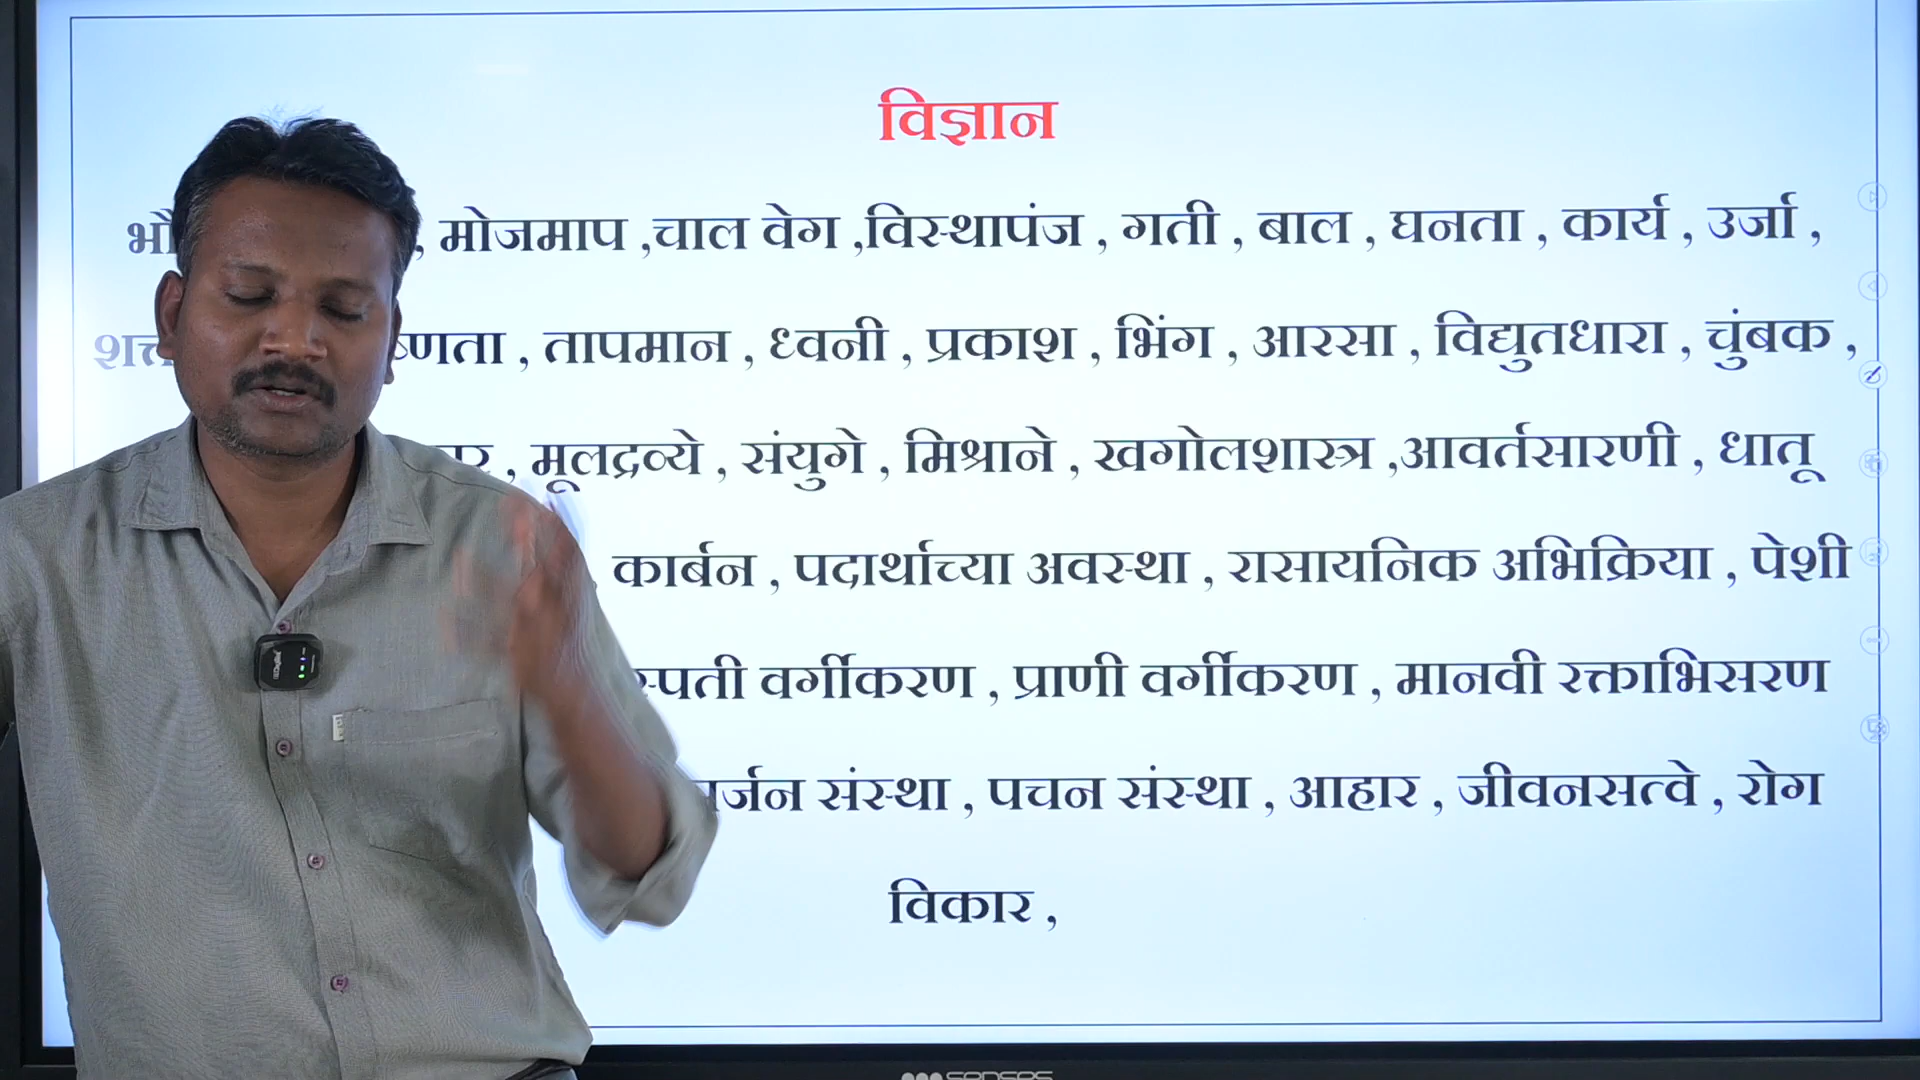 विज्ञान
, मोजमाप ,चाल वेग ,विस्थापंज , गती , बाल , घनता , कार्य , उर्जा ,
, तापमान , ध्वनी , प्रकाश , भिंग , आरसा , विद्युतधारा , चुंबक ,
, मूलद्रव्ये , संयुगे , मिश्राने , खगोलशास्त्र ,आवर्तसारणी , धातू
कार्बन , पदार्थाच्या अवस्था , रासायनिक अभिक्रिया , पेशी
वर्गीकरण , प्राणी वर्गीकरण , मानवी रक्ताभिसरण
संस्था , पचन संस्था , आहार , जीवनसत्वे , रोग
विकार ,